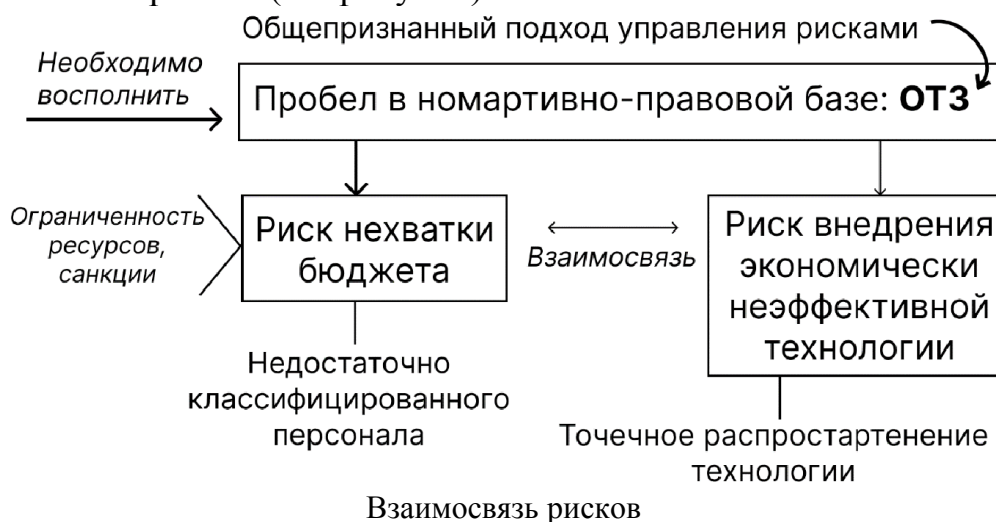 Общепризнанный подход управления рисками
Необходимо
восполнить
Пробел в номартивно-правовой базе: ОТЗ
Ограниченность
ресурсов,
санкции
Риск нехватки
бюджета
Взаимосвязь
Риск внедрения
экономически
неэффективной
технологии
Недостаточно
классифицированного
персонала
Точечное распростартенение
технологии
Взаимосвязь рисков